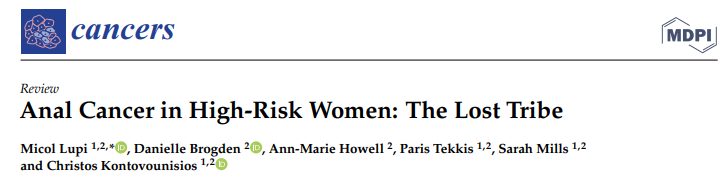 cancers
MDPI
Review
Anal Cancer in High-Risk Women: The Lost Tribe
Micol Lupi 1,2,*, Danielle Brogden 2, Ann-Marie Howell 2, Paris Tekkis 1,2, Sarah Mills 1,2
and Christos Kontovounisios 1,2